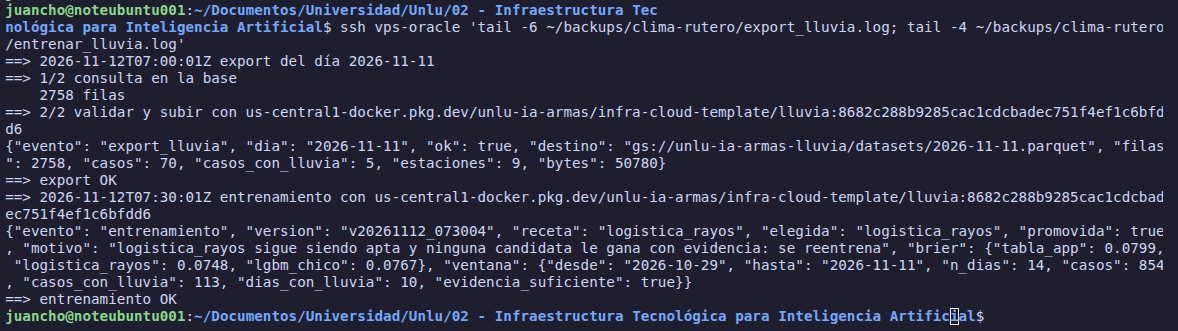 juancho@noteubuntu001:~/Documentos/Universidad/Unlu/02 - Infraestructura Tec
nológica para Inteligencia Artificial$ ssh vps-oracle 'tail -6 ~/backups/clima-rutero/export_lluvia.log; tail -4 ~/backups/clima-rutero
/entrenar_lluvia.log'
==> 2026-11-12T07:00:01Z export del día 2026-11-11
==> 1/2 consulta en la base
    2758 filas
==> 2/2 validar y subir con us-central1-docker.pkg.dev/unlu-ia-armas/infra-cloud-template/lluvia:8682c288b9285cac1cdcbadec751f4ef1c6bfd
d6
{"evento": "export_lluvia", "dia": "2026-11-11", "ok": true, "destino": "gs://unlu-ia-armas-lluvia/datasets/2026-11-11.parquet", "filas
": 2758, "casos": 70, "casos_con_lluvia": 5, "estaciones": 9, "bytes": 50780}
==> export OK
==> 2026-11-12T07:30:01Z entrenamiento con us-central1-docker.pkg.dev/unlu-ia-armas/infra-cloud-template/lluvia:8682c288b9285cac1cdcbad
ec751f4ef1c6bfdd6
{"evento": "entrenamiento", "version": "v20261112_073004", "receta": "logistica_rayos", "elegida": "logistica_rayos", "promovida": true
, "motivo": "logistica_rayos sigue siendo apta y ninguna candidata le gana con evidencia: se reentrena", "brier": {"tabla_app": 0.0799,
 "logistica_rayos": 0.0748, "lgbm_chico": 0.0767}, "ventana": {"desde": "2026-10-29", "hasta": "2026-11-11", "n_dias": 14, "casos": 854
, "casos_con_lluvia": 113, "dias_con_lluvia": 10, "evidencia_suficiente": true}}
==> entrenamiento OK
juancho@noteubuntu001:~/Documentos/Universidad/Unlu/02 - Infraestructura Tecnológica para Inteligencia Artificial$